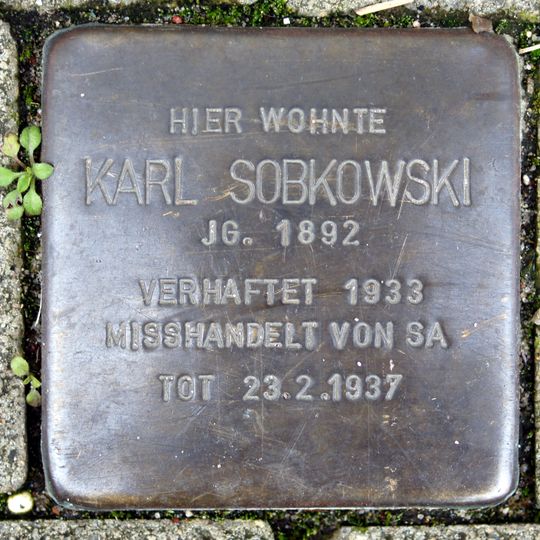 HIER WOHNTE
KARL SOBKOWSKI
JG. 1892
VERHAFTET 1933
MISSHANDELT VON SA
TOT 23.2.1937